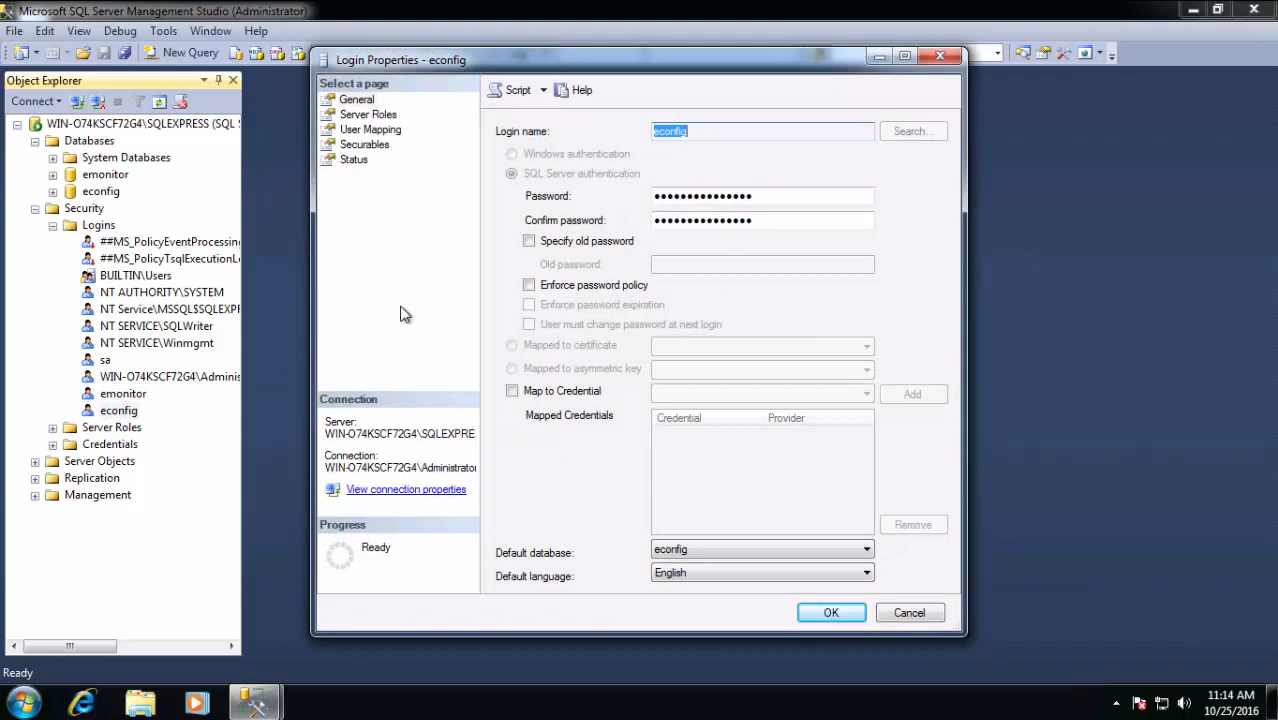 Microsoft SQL Server Management Studio (Administrator)
File Edit View Debug Tools Window Help
New Query
Object Explorer
Connect
WIN-O74KSCF72G4\SQLEXPRESS (SQL S
Databases
System Databases
emonitor
econfig
Security
Logins
##MS_PolicyEventProcessing
##MS_PolicyTsqlExecutionLo
BUILTIN\Users
NT AUTHORITY\SYSTEM
NT Service\MSSQL$SQLEXPR
NT SERVICE\SQLWriter
NT SERVICE\Winmgmt
sa
WIN-O74KSCF72G4\Adminis
emonitor
econfig
Server Roles
Credentials
Server Objects
Replication
Management
Login Properties - econfig
Select a page
General
Server Roles
User Mapping
Securables
Status
Connection
Server:
WIN-O74KSCF72G4\SQLEXPRE
Connection:
WIN-O74KSCF72G4\Administrator
View connection properties
Progress
Ready
Script Help
Login name: econfig Search...
Windows authentication
SQL Server authentication
Password: •••••••••••••••
Confirm password: •••••••••••••••
Specify old password
Old password:
Enforce password policy
Enforce password expiration
User must change password at next login
Mapped to certificate
Mapped to asymmetric key
Map to Credential Add
Mapped Credentials Credential Provider
Remove
Default database: econfig
Default language: English
OK Cancel
Ready
11:14 AM
10/25/2016